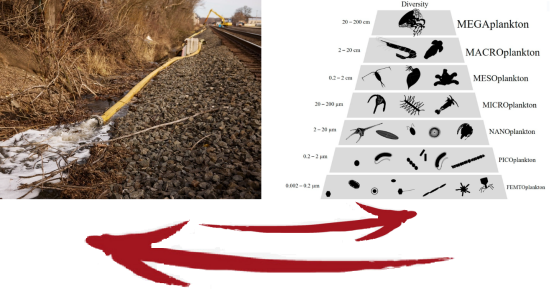 Diversity
20 – 200 cm MEGAplankton
2 – 20 cm MACROplankton
0.2 – 2 cm MESOplankton
20 – 200 μm MICROplankton
2 – 20 μm NANOplankton
0.2 – 2 μm PICOplankton
0.002 – 0.2 μm FEMTOplankton